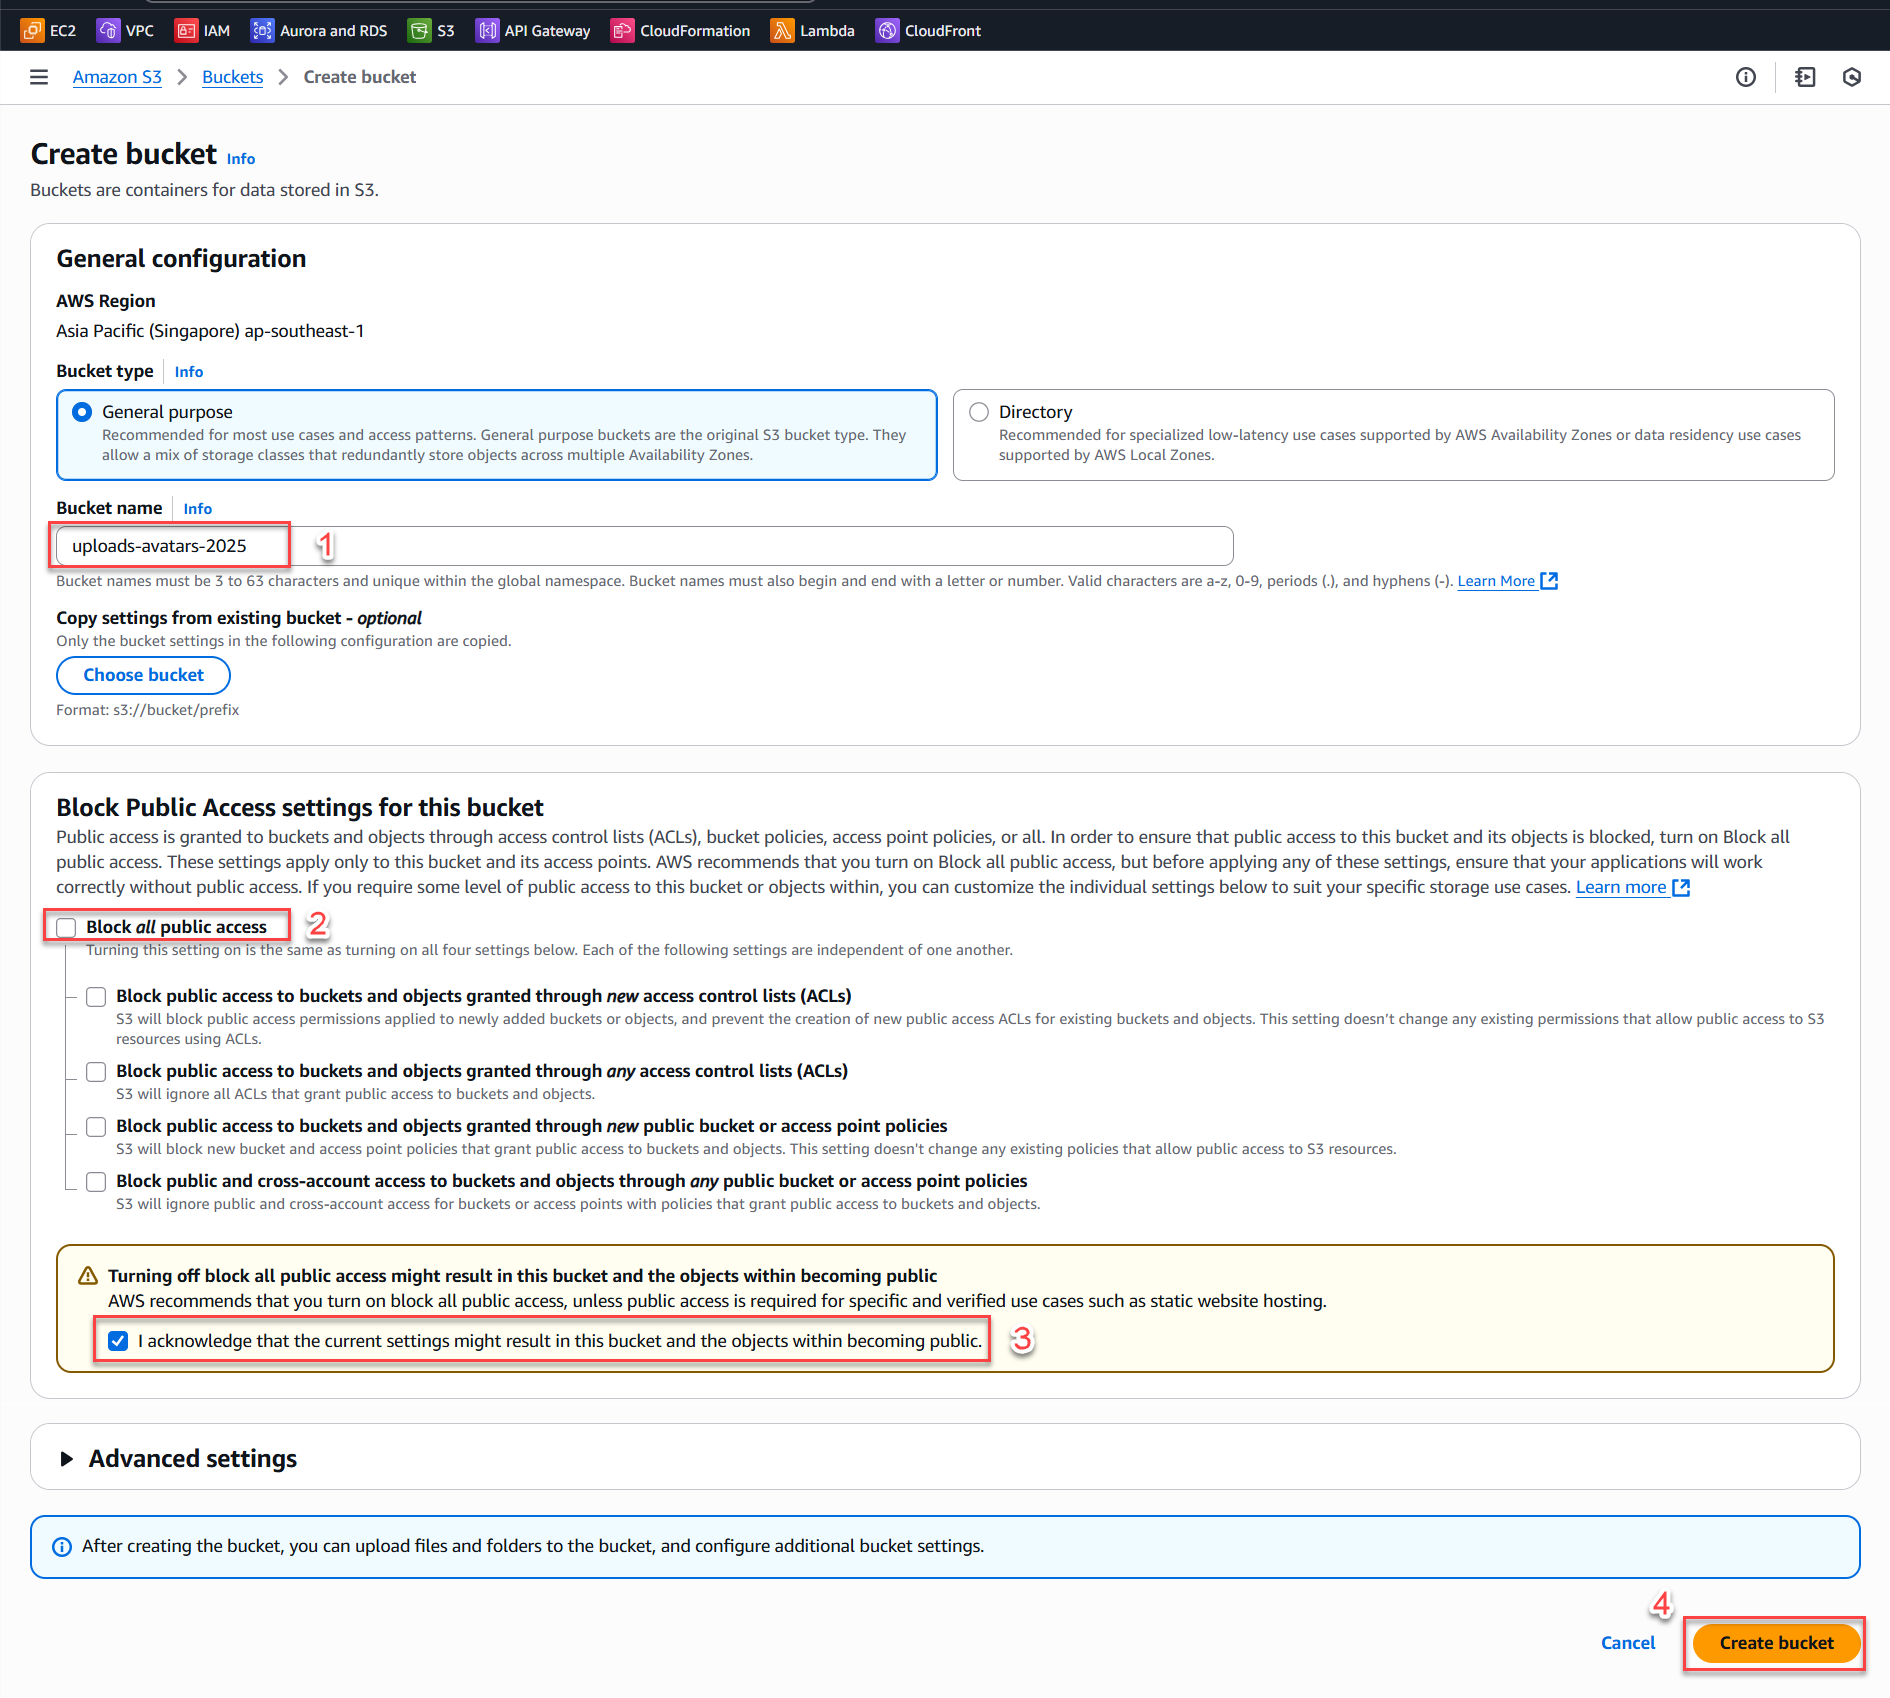 EC2 VPC IAM Aurora and RDS S3 API Gateway CloudFormation Lambda CloudFront
Amazon S3 > Buckets > Create bucket
Create bucket Info
Buckets are containers for data stored in S3.
General configuration
AWS Region
Asia Pacific (Singapore) ap-southeast-1
Bucket type Info
General purpose
Recommended for most use cases and access patterns. General purpose buckets are the original S3 bucket type. They
allow a mix of storage classes that redundantly store objects across multiple Availability Zones.
Directory
Recommended for specialized low-latency use cases supported by AWS Availability Zones or data residency use cases
supported by AWS Local Zones.
Bucket name Info
uploads-avatars-2025 1
Bucket names must be 3 to 63 characters and unique within the global namespace. Bucket names must also begin and end with a letter or number. Valid characters are a-z, 0-9, periods (.), and hyphens (-). Learn More
Copy settings from existing bucket - optional
Only the bucket settings in the following configuration are copied.
Choose bucket
Format: s3://bucket/prefix
Block Public Access settings for this bucket
Public access is granted to buckets and objects through access control lists (ACLs), bucket policies, access point policies, or all. In order to ensure that public access to this bucket and its objects is blocked, turn on Block all
public access. These settings apply only to this bucket and its access points. AWS recommends that you turn on Block all public access, but before applying any of these settings, ensure that your applications will work
correctly without public access. If you require some level of public access to this bucket or objects within, you can customize the individual settings below to suit your specific storage use cases. Learn more
Block all public access 2
Turning this setting on is the same as turning on all four settings below. Each of the following settings are independent of one another.
Block public access to buckets and objects granted through new access control lists (ACLs)
S3 will block public access permissions applied to newly added buckets or objects, and prevent the creation of new public access ACLs for existing buckets and objects. This setting doesn't change any existing permissions that allow public access to S3
resources using ACLs.
Block public access to buckets and objects granted through any access control lists (ACLs)
S3 will ignore all ACLs that grant public access to buckets and objects.
Block public access to buckets and objects granted through new public bucket or access point policies
S3 will block new bucket and access point policies that grant public access to buckets and objects. This setting doesn't change any existing policies that allow public access to S3 resources.
Block public and cross-account access to buckets and objects through any public bucket or access point policies
S3 will ignore public and cross-account access for buckets or access points with policies that grant public access to buckets and objects.
Turning off block all public access might result in this bucket and the objects within becoming public
AWS recommends that you turn on block all public access, unless public access is required for specific and verified use cases such as static website hosting.
I acknowledge that the current settings might result in this bucket and the objects within becoming public. 3
Advanced settings
After creating the bucket, you can upload files and folders to the bucket, and configure additional bucket settings.
4
Cancel Create bucket